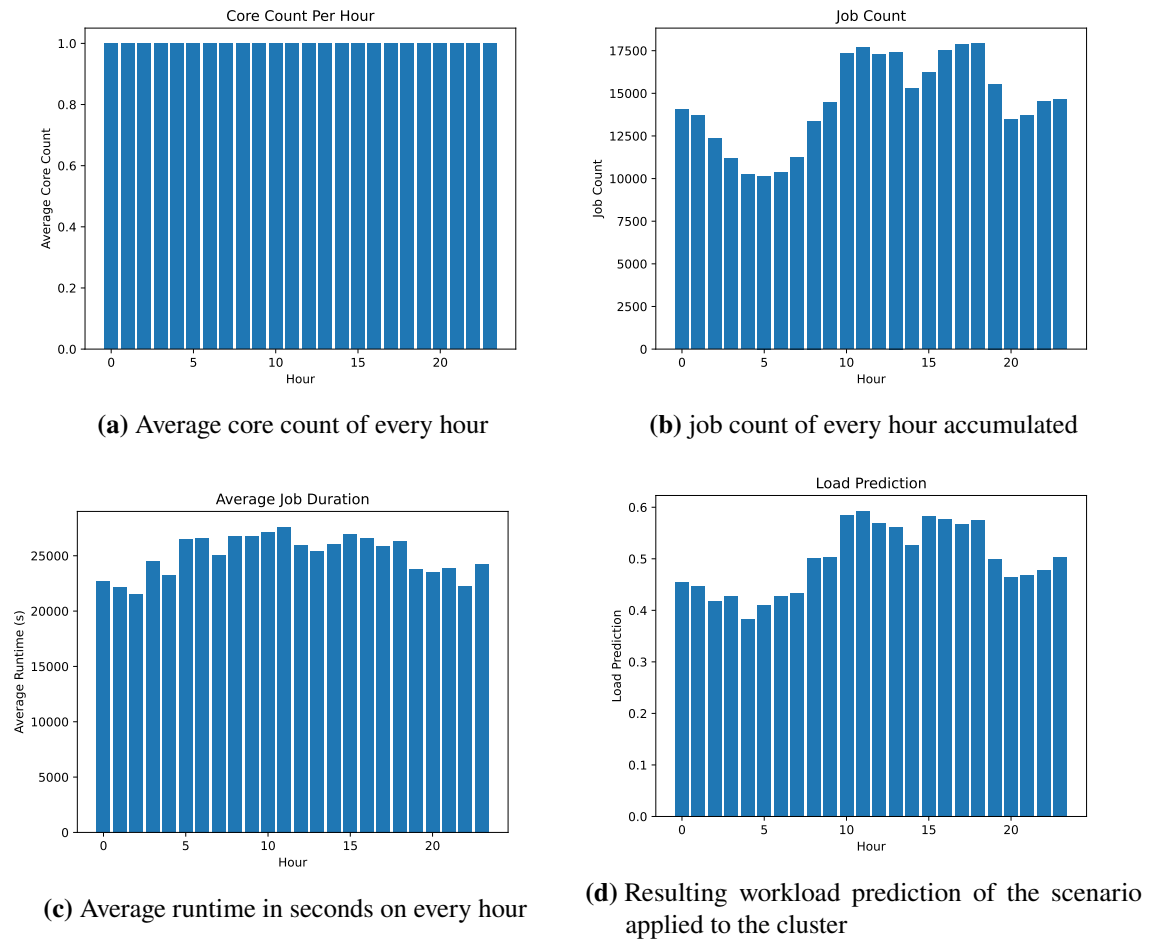 Core Count Per Hour
Average Core Count
1.0
0.8
0.6
0.4
0.2
0.0
0 5 10 15 20
Hour
(a) Average core count of every hour
Job Count
Job Count
17500
15000
12500
10000
7500
5000
2500
0
0 5 10 15 20
Hour
(b) job count of every hour accumulated
Average Job Duration
Average Runtime (s)
25000
20000
15000
10000
5000
0
0 5 10 15 20
Hour
(c) Average runtime in seconds on every hour
Load Prediction
Load Prediction
0.6
0.5
0.4
0.3
0.2
0.1
0.0
0 5 10 15 20
Hour
(d) Resulting workload prediction of the scenario
applied to the cluster